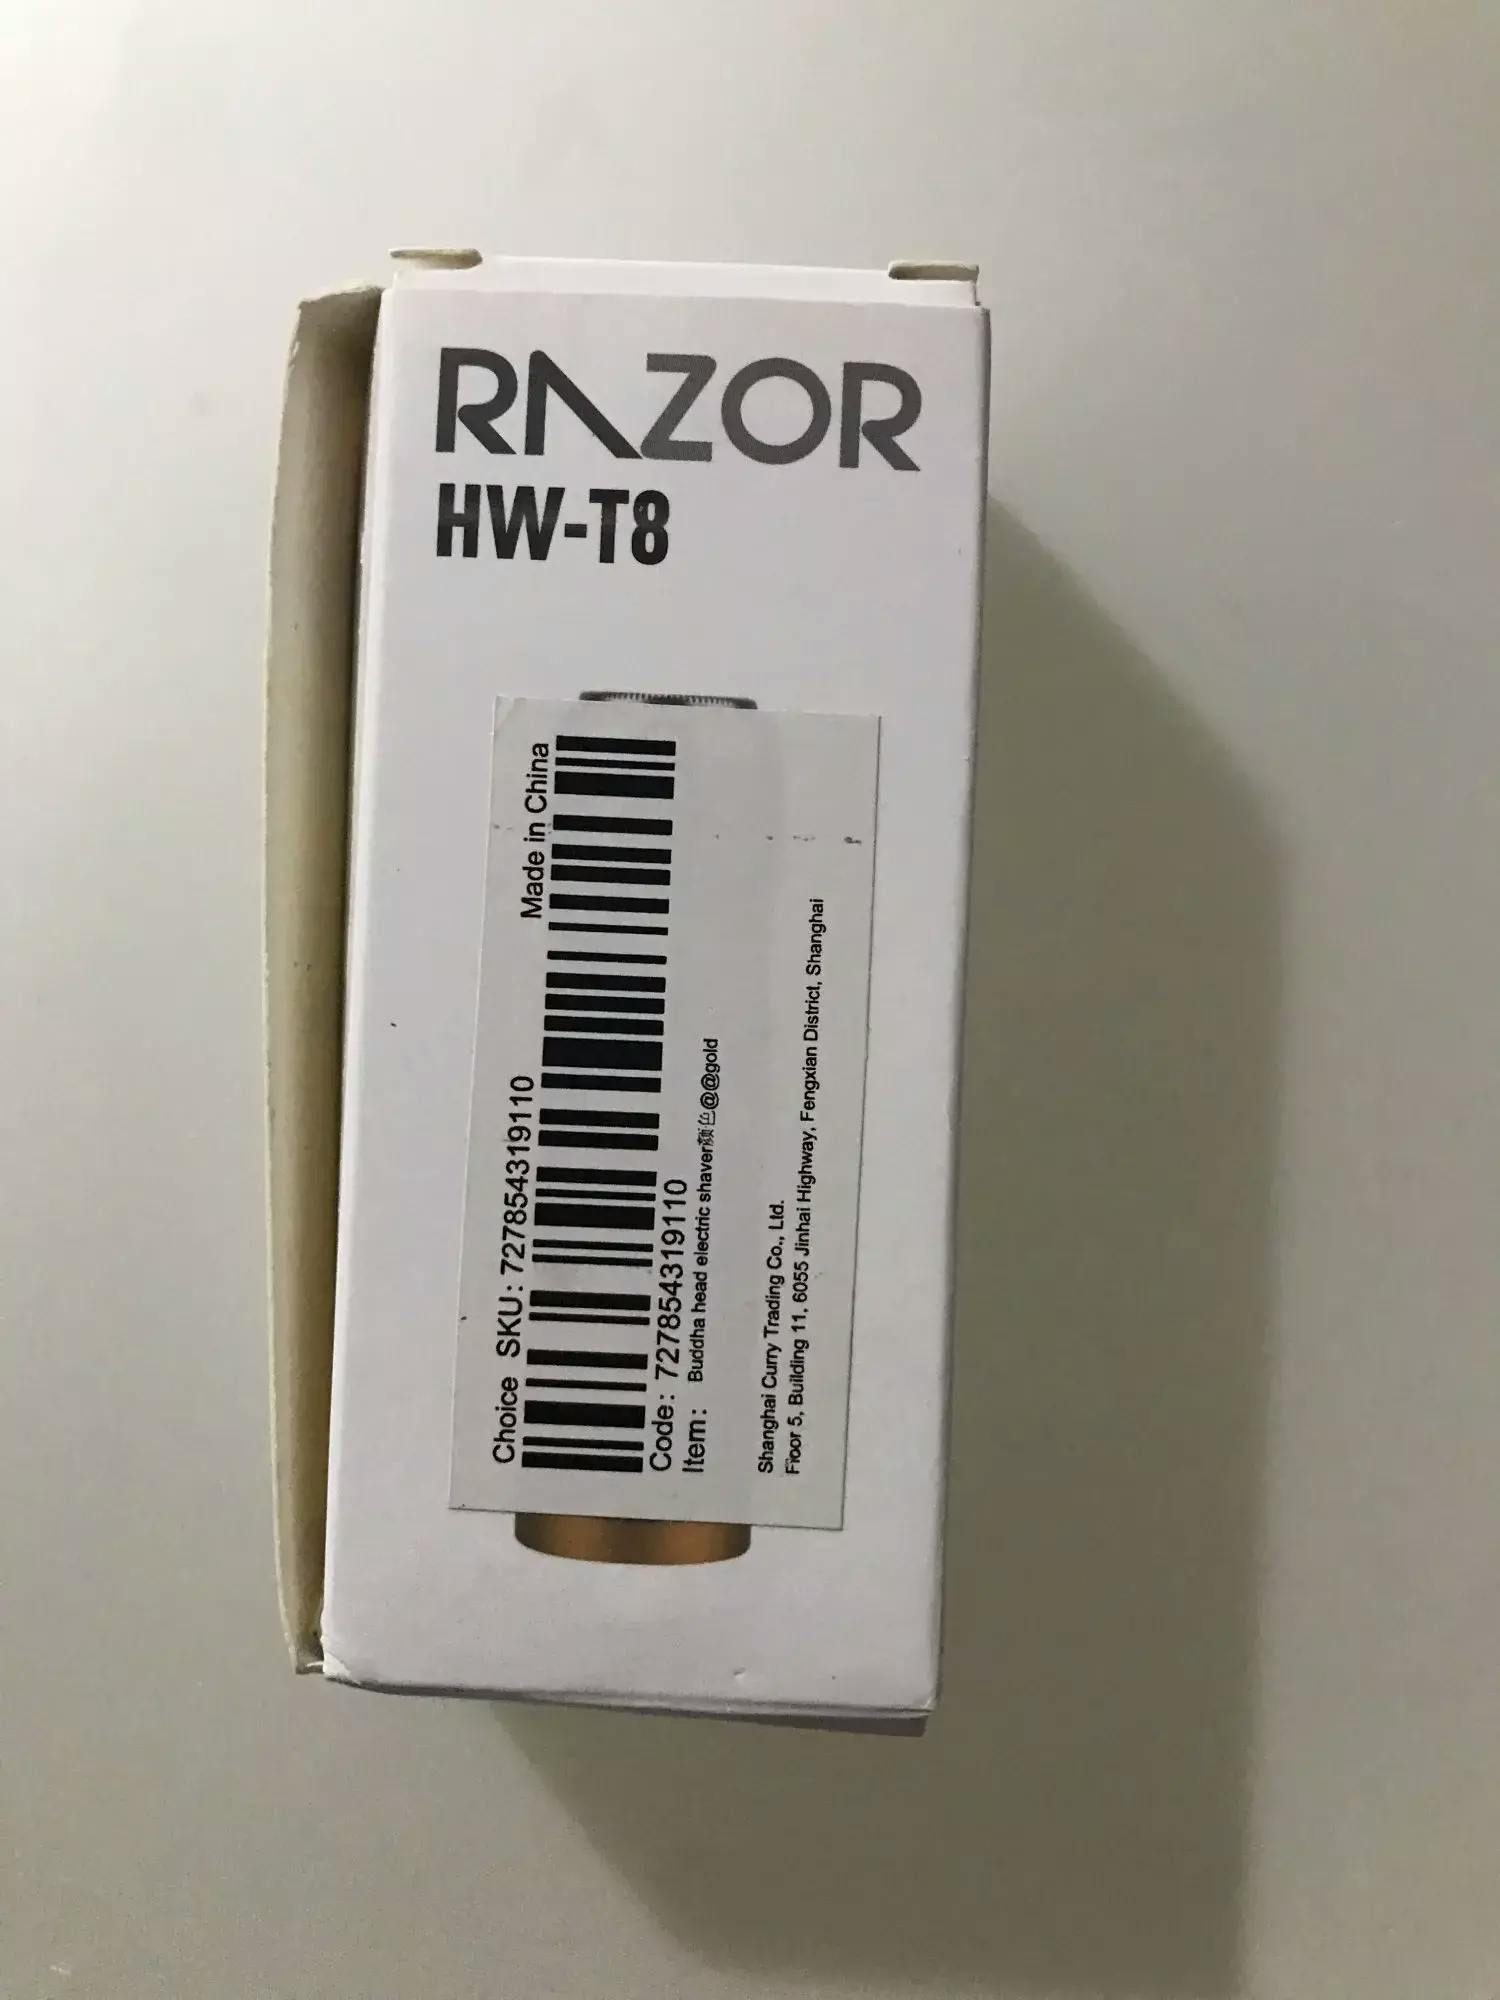 RAZOR
HW-T8
Made in China
Choice SKU: 72785431​9110
Code: 727854319110
Item: Buddha head electric shaver颜色@@gold
Shanghai Curry Trading Co., Ltd.
Floor 5, Building 11, 6055 Jinhai Highway, Fengxian District, Shanghai